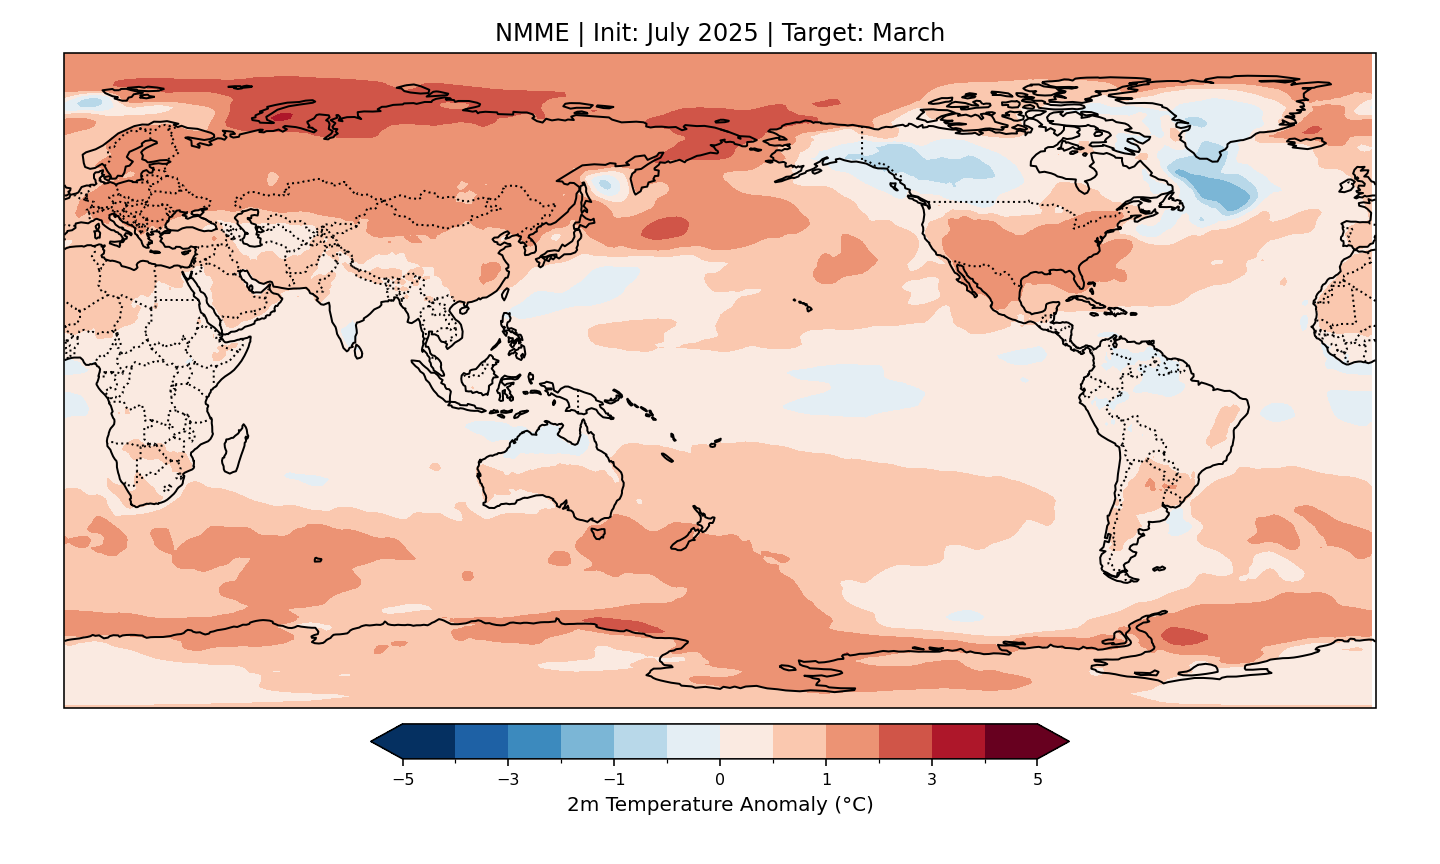 NMME | Init: July 2025 | Target: March
−5 −3 −1 0 1 3 5
2m Temperature Anomaly (°C)